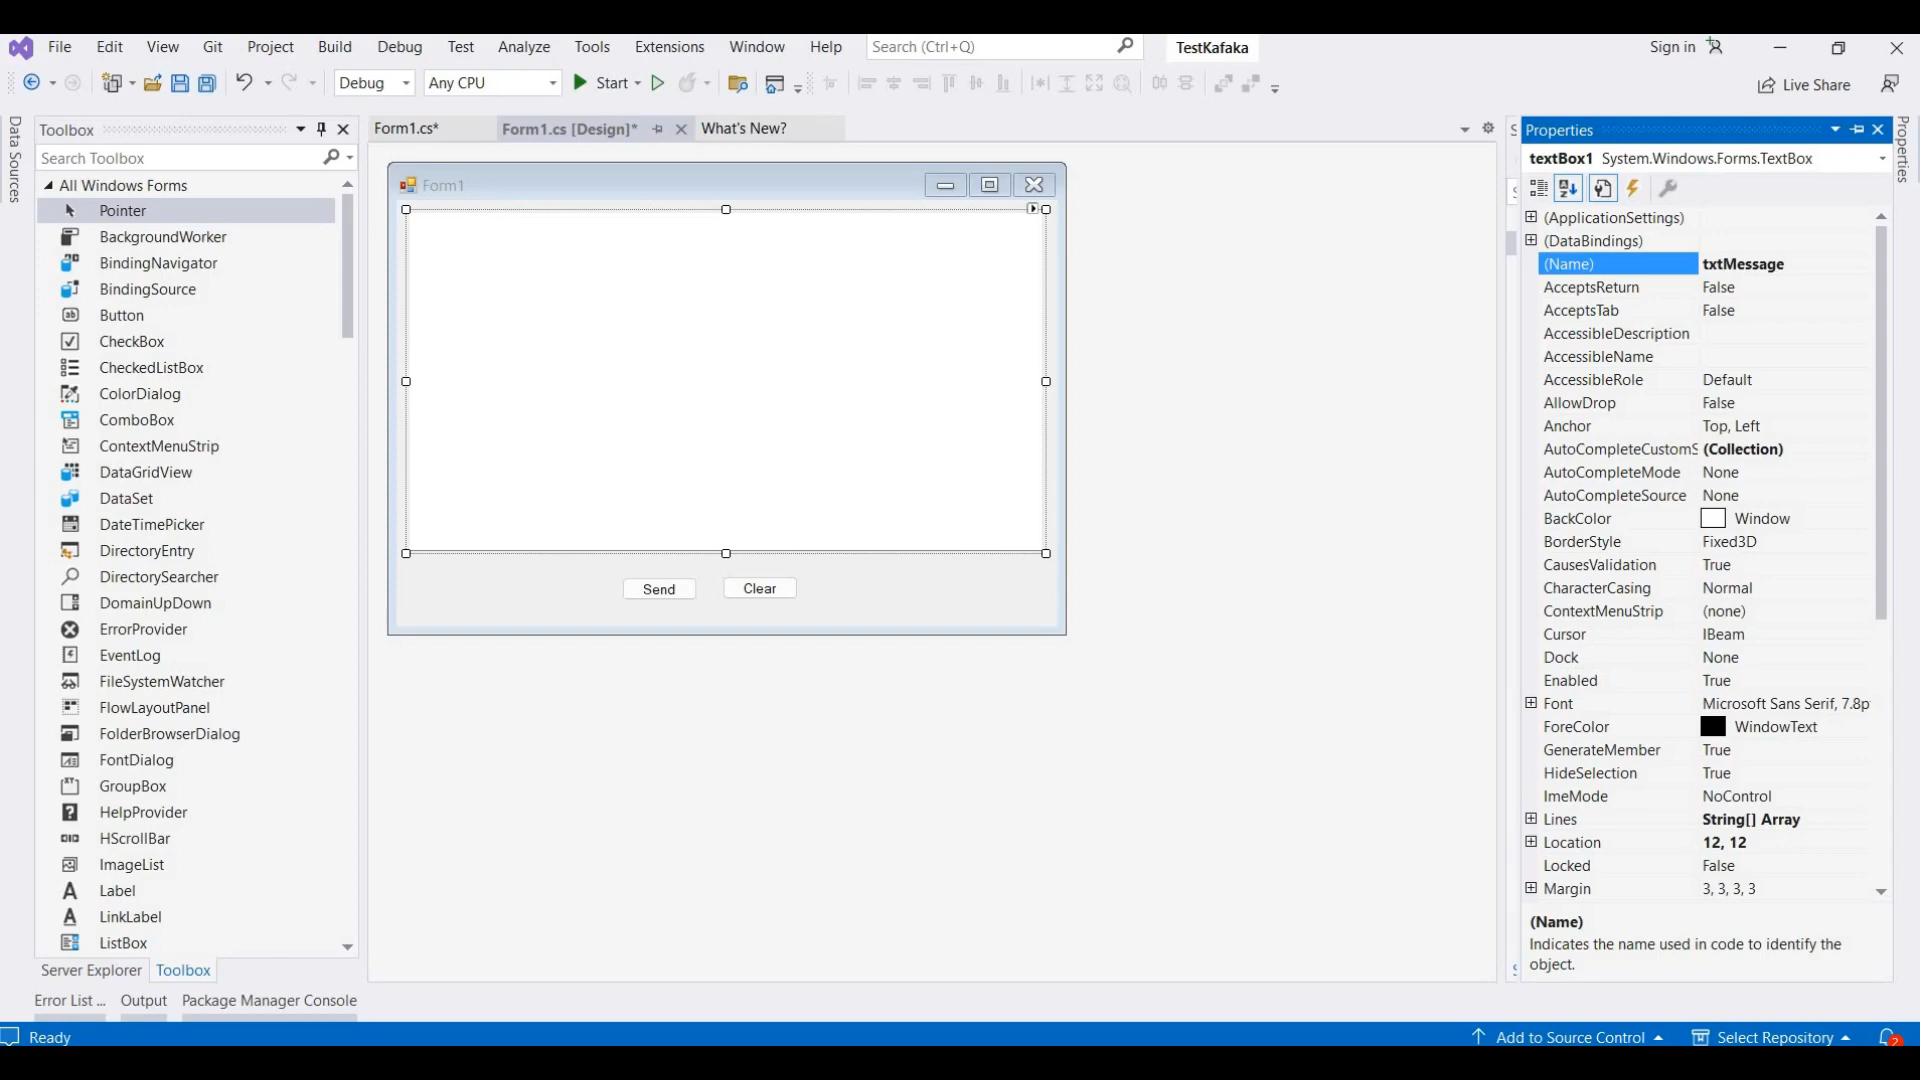 File Edit View Git Project Build Debug Test Analyze Tools Extensions Window Help Search (Ctrl+Q) TestKafaka Sign in
Debug Any CPU Start Live Share
Data Sources
Toolbox
Search Toolbox
All Windows Forms
Pointer
BackgroundWorker
BindingNavigator
BindingSource
Button
CheckBox
CheckedListBox
ColorDialog
ComboBox
ContextMenuStrip
DataGridView
DataSet
DateTimePicker
DirectoryEntry
DirectorySearcher
DomainUpDown
ErrorProvider
EventLog
FileSystemWatcher
FlowLayoutPanel
FolderBrowserDialog
FontDialog
GroupBox
HelpProvider
HScrollBar
ImageList
Label
LinkLabel
ListBox
Server Explorer Toolbox
Error List ... Output Package Manager Console
Form1.cs* Form1.cs [Design]* What's New?
Form1
Send Clear
Properties
textBox1 System.Windows.Forms.TextBox
(ApplicationSettings)
(DataBindings)
(Name) txtMessage
AcceptsReturn False
AcceptsTab False
AccessibleDescription
AccessibleName
AccessibleRole Default
AllowDrop False
Anchor Top, Left
AutoCompleteCustomS (Collection)
AutoCompleteMode None
AutoCompleteSource None
BackColor Window
BorderStyle Fixed3D
CausesValidation True
CharacterCasing Normal
ContextMenuStrip (none)
Cursor IBeam
Dock None
Enabled True
Font Microsoft Sans Serif, 7.8p
ForeColor WindowText
GenerateMember True
HideSelection True
ImeMode NoControl
Lines String[] Array
Location 12, 12
Locked False
Margin 3, 3, 3, 3
(Name)
Indicates the name used in code to identify the
object.
Properties
Ready Add to Source Control Select Repository 2